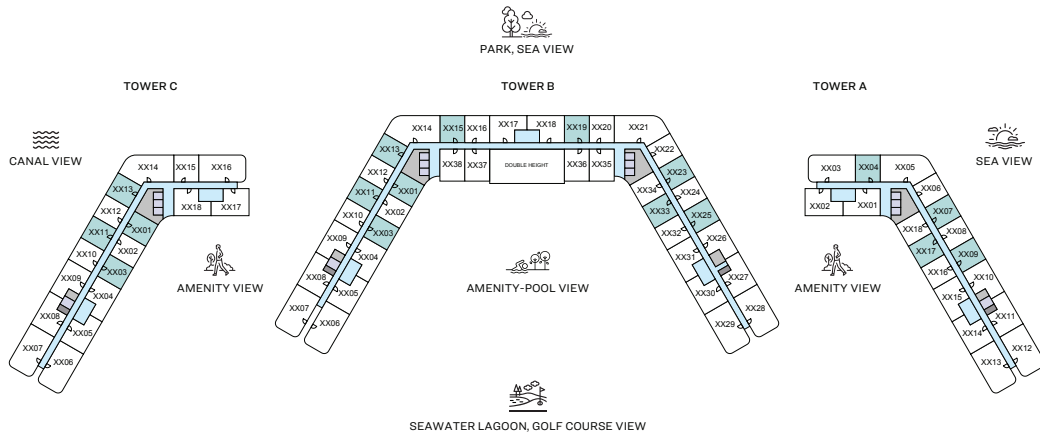 PARK, SEA VIEW
TOWER C
TOWER B
TOWER A
CANAL VIEW
SEA VIEW
XX14
XX15
XX16
XX13
XX12
XX11
XX10
XX09
XX08
XX07
XX18
XX17
XX01
XX02
XX03
XX04
XX05
XX06
AMENITY VIEW
XX14
XX15
XX16
XX17
XX18
XX19
XX20
XX21
XX38
XX37
DOUBLE HEIGHT
XX36
XX35
XX13
XX12
XX11
XX10
XX09
XX08
XX07
XX01
XX02
XX03
XX04
XX05
XX06
XX22
XX23
XX24
XX25
XX26
XX27
XX28
XX34
XX33
XX32
XX31
XX30
XX29
AMENITY-POOL VIEW
XX03
XX04
XX05
XX02
XX01
XX06
XX07
XX08
XX09
XX10
XX11
XX12
XX18
XX17
XX16
XX15
XX14
XX13
AMENITY VIEW
SEAWATER LAGOON, GOLF COURSE VIEW